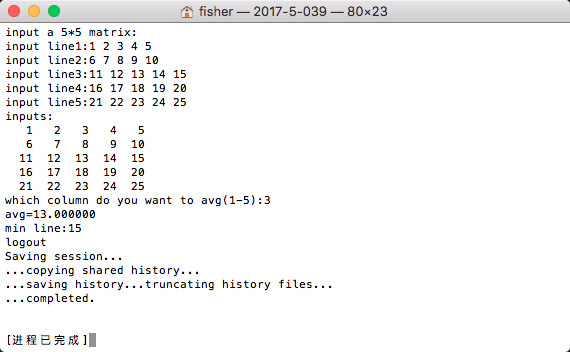 fisher — 2017-5-039 — 80×23
input a 5*5 matrix:
input line1:1 2 3 4 5
input line2:6 7 8 9 10
input line3:11 12 13 14 15
input line4:16 17 18 19 20
input line5:21 22 23 24 25
inputs:
   1   2   3   4   5
   6   7   8   9  10
  11  12  13  14  15
  16  17  18  19  20
  21  22  23  24  25
which column do you want to avg(1-5):3
avg=13.000000
min line:15
logout
Saving session...
...copying shared history...
...saving history...truncating history files...
...completed.
[进程已完成]